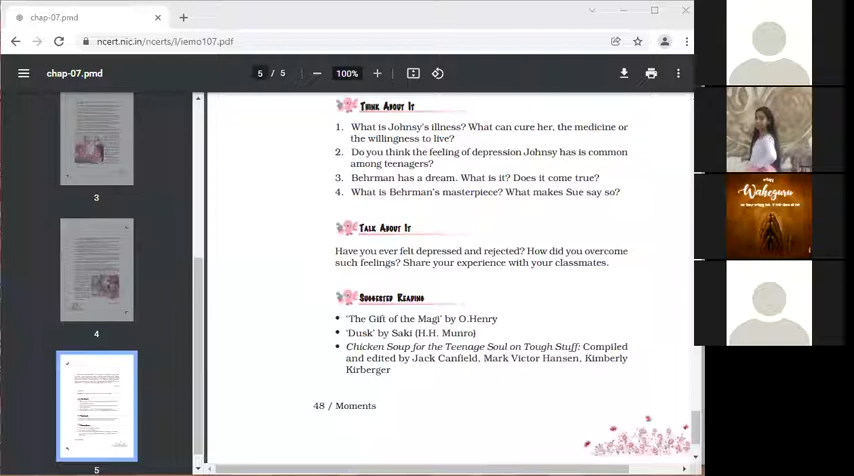 chap-07.pmd
ncert.nic.in/ncerts/l/iemo107.pdf
chap-07.pmd
5 / 5
100%
THINK ABOUT IT
1. What is Johnsy's illness? What can cure her, the medicine or
the willingness to live?
2. Do you think the feeling of depression Johnsy has is common
among teenagers?
3. Behrman has a dream. What is it? Does it come true?
4. What is Behrman's masterpiece? What makes Sue say so?
TALK ABOUT IT
Have you ever felt depressed and rejected? How did you overcome
such feelings? Share your experience with your classmates.
SUGGESTED READING
• 'The Gift of the Magi' by O.Henry
• 'Dusk' by Saki (H.H. Munro)
• Chicken Soup for the Teenage Soul on Tough Stuff: Compiled
and edited by Jack Canfield, Mark Victor Hansen, Kimberly
Kirberger
48 / Moments
3
4
5
Waheguru